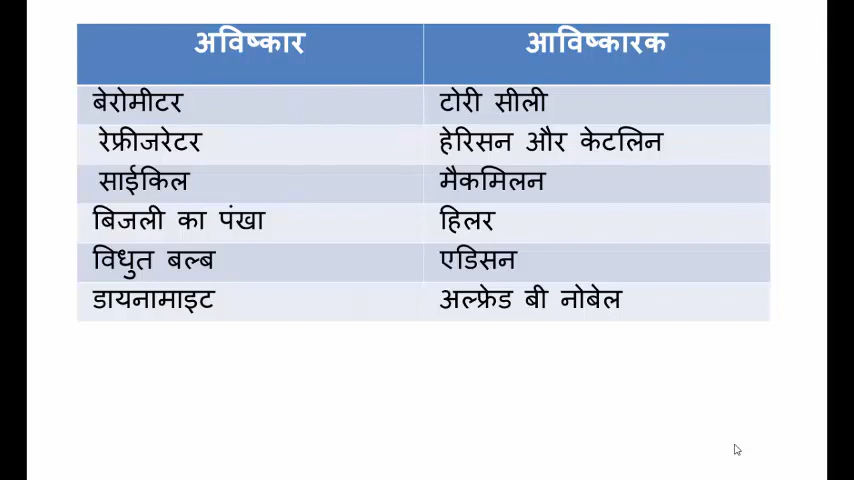 अविष्कार आविष्कारक
बेरोमीटर टोरी सीली
रेफ्रीजरेटर हेरिसन और केटलिन
साईकिल मैकमिलन
बिजली का पंखा हिलर
विधुत बल्ब एडिसन
डायनामाइट अल्फ्रेड बी नोबेल